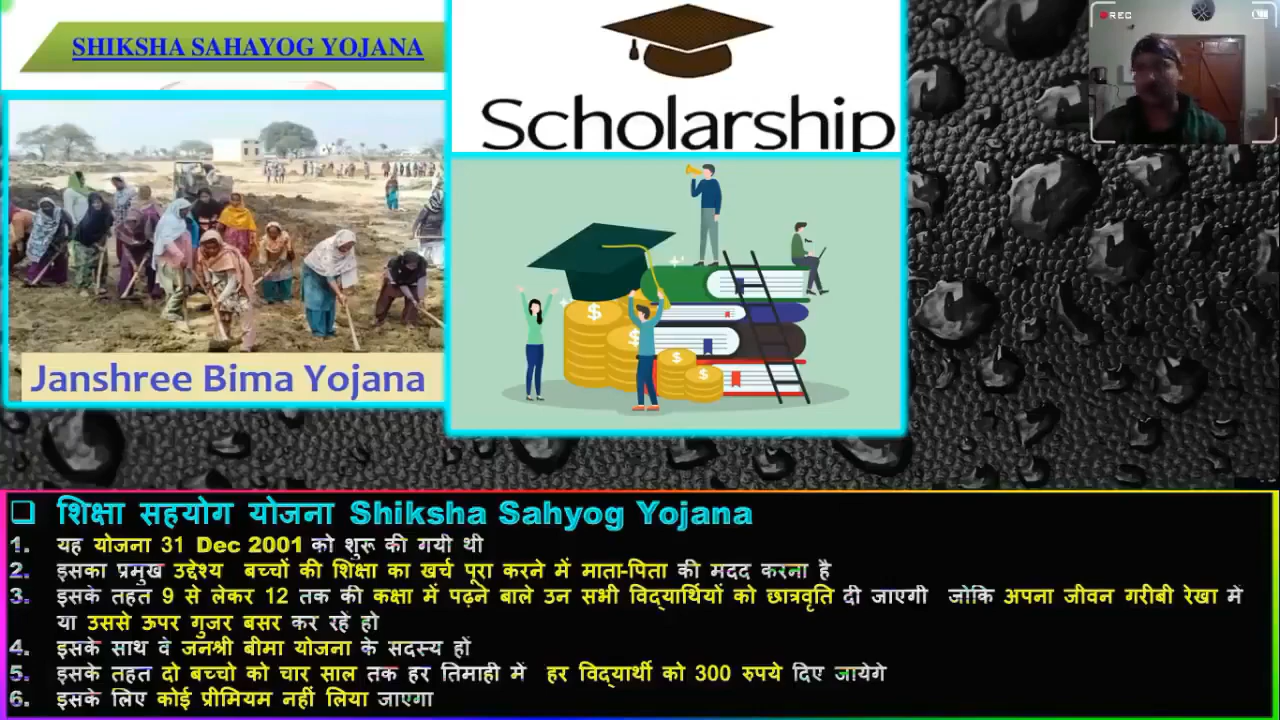 SHIKSHA SAHAYOG YOJANA
Scholarship
REC
Janshree Bima Yojana
$
$
$
$
❑ शिक्षा सहयोग योजना Shiksha Sahyog Yojana
1. यह योजना 31 Dec 2001 को शुरू की गयी थी
2. इसका प्रमुख उद्देश्य बच्चों की शिक्षा का खर्च पूरा करने में माता-पिता की मदद करना है
3. इसके तहत 9 से लेकर 12 तक की कक्षा में पढ़ने बाले उन सभी विद्यार्थियों को छात्रवृति दी जाएगी जोकि अपना जीवन गरीबी रेखा में
या उससे ऊपर गुजर बसर कर रहे हो
4. इसके साथ वे जनश्री बीमा योजना के सदस्य हों
5. इसके तहत दो बच्चो को चार साल तक हर तिमाही में हर विद्यार्थी को 300 रुपये दिए जायेगे
6. इसके लिए कोई प्रीमियम नहीं लिया जाएगा